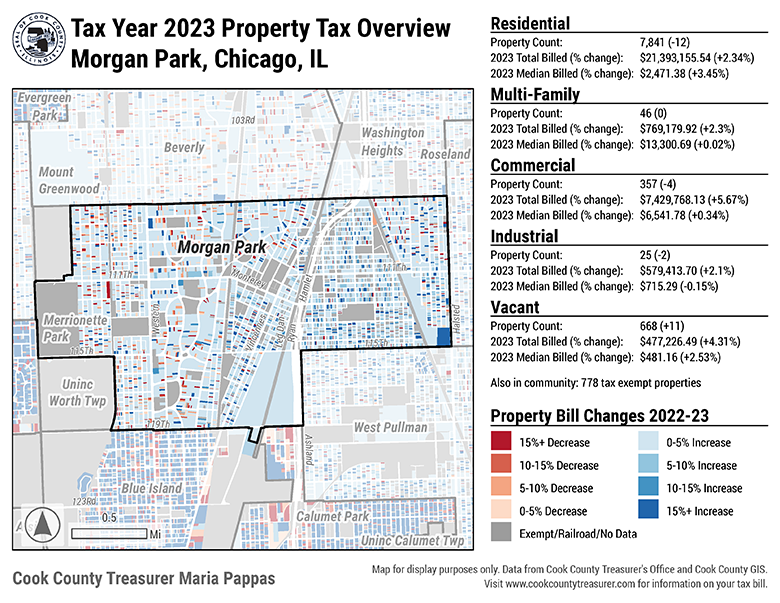 Tax Year 2023 Property Tax Overview
Morgan Park, Chicago, IL
Residential
Property Count: 7,841 (-12)
2023 Total Billed (% change): $21,393,155.54 (+2.34%)
2023 Median Billed (% change): $2,471.38 (+3.45%)
Multi-Family
Property Count: 46 (0)
2023 Total Billed (% change): $769,179.92 (+2.3%)
2023 Median Billed (% change): $13,300.69 (+0.02%)
Commercial
Property Count: 357 (-4)
2023 Total Billed (% change): $7,429,768.13 (+5.67%)
2023 Median Billed (% change): $6,541.78 (+0.34%)
Industrial
Property Count: 25 (-2)
2023 Total Billed (% change): $579,413.70 (+2.1%)
2023 Median Billed (% change): $715.29 (-0.15%)
Vacant
Property Count: 668 (+11)
2023 Total Billed (% change): $477,226.49 (+4.31%)
2023 Median Billed (% change): $481.16 (+2.53%)
Also in community: 778 tax exempt properties
Property Bill Changes 2022-23
15%+ Decrease
0-5% Increase
10-15% Decrease
5-10% Increase
5-10% Decrease
10-15% Increase
0-5% Decrease
15%+ Increase
Exempt/Railroad/No Data
Evergreen
Park
103Rd
Beverly
Washington
Heights
Roseland
Mount
Greenwood
Morgan Park
111Th
Monterey
111Th
Hamlet
Merrionette
Park
Western
Vincennes
Dan
Ryan
Halsted
115Th
115Th
Uninc
Worth Twp
119Th
West Pullman
Ashland
Blue Island
123Rd
Calumet Park
Uninc Calumet Twp
0.5
Mi
Cook County Treasurer Maria Pappas
Map for display purposes only. Data from Cook County Treasurer's Office and Cook County GIS.
Visit www.cookcountytreasurer.com for information on your tax bill.